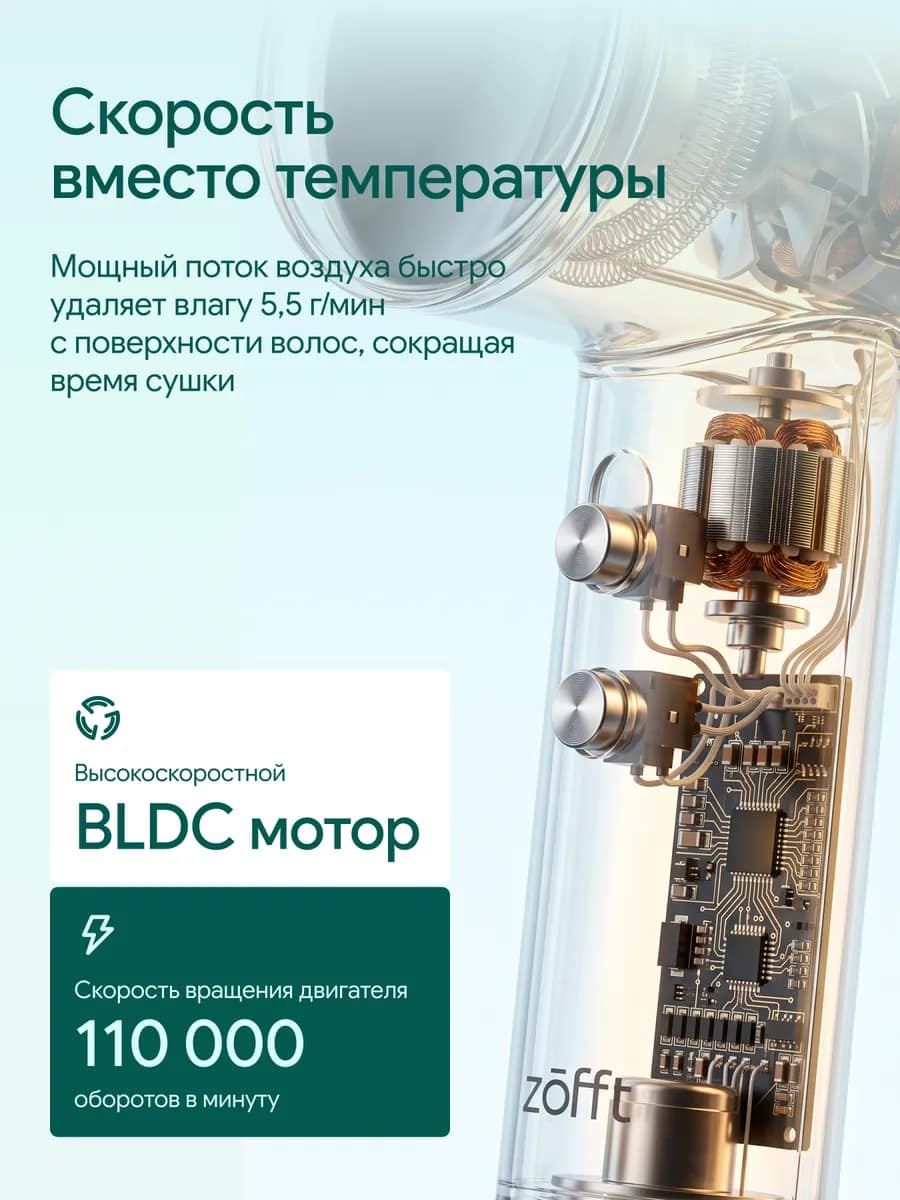 Скорость
вместо температуры
Мощный поток воздуха быстро
удаляет влагу 5,5 г/мин
с поверхности волос, сокращая
время сушки
Высокоскоростной
BLDC мотор
Скорость вращения двигателя
110 000
оборотов в минуту
zōfft